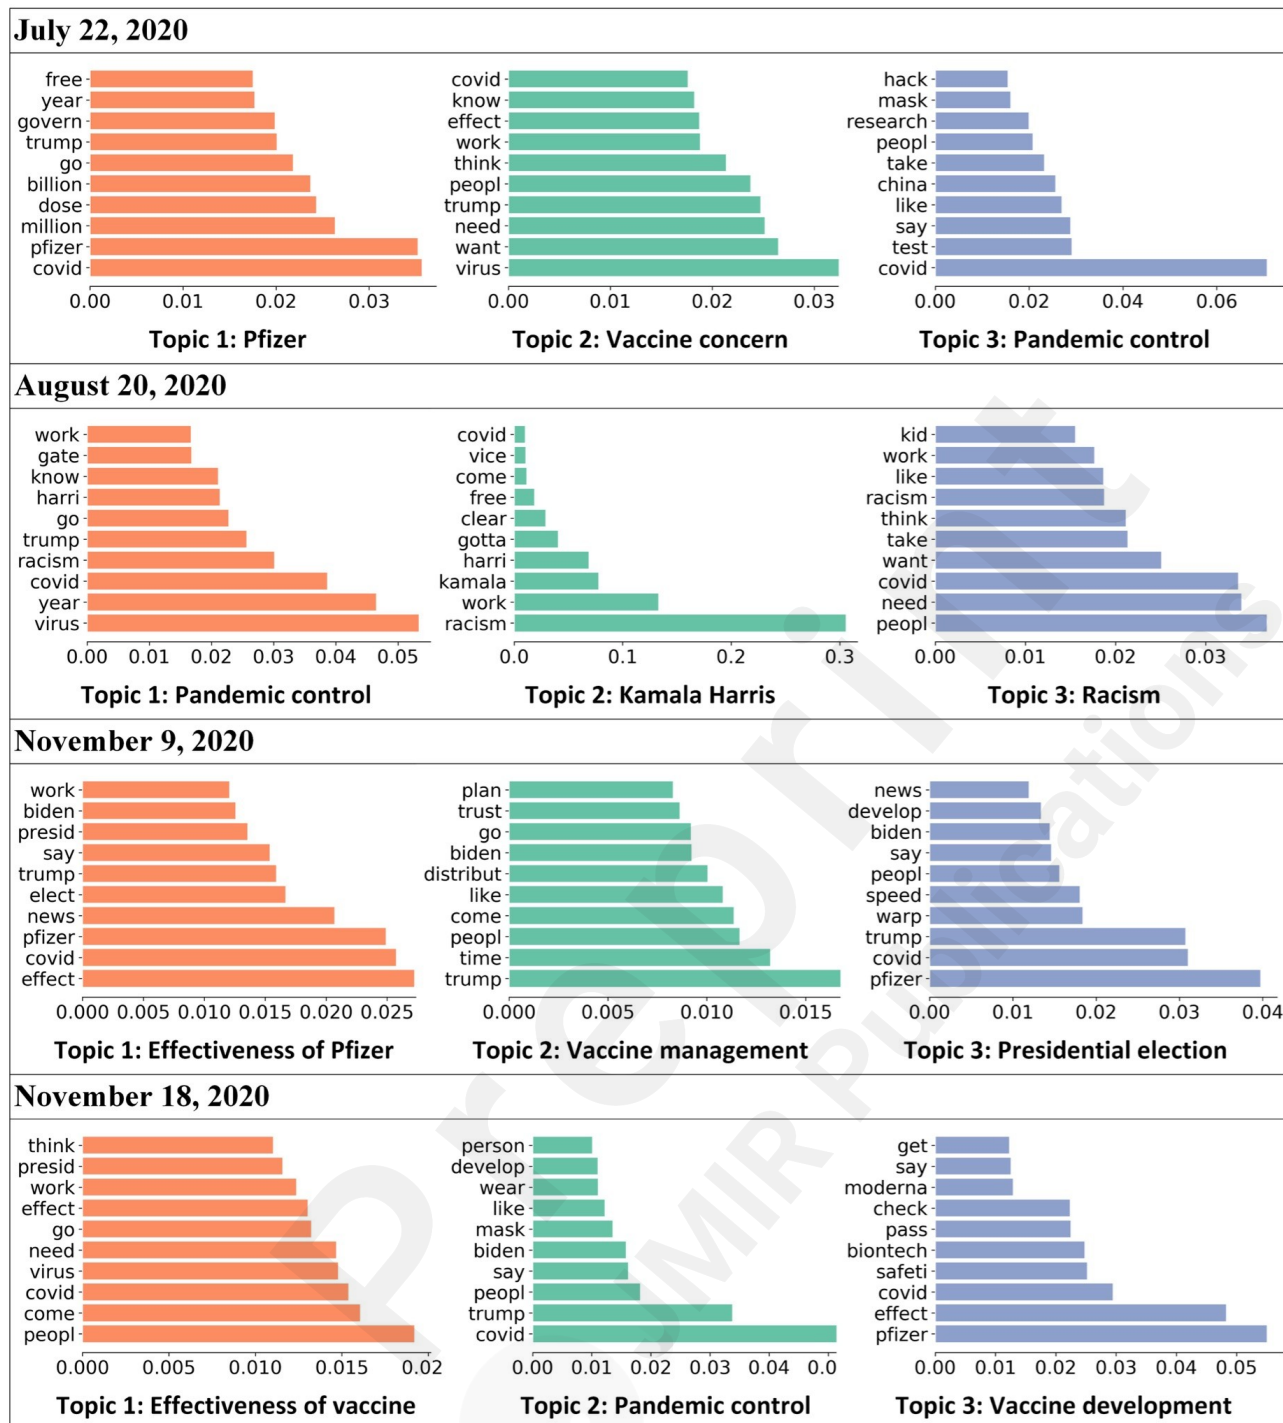 July 22, 2020
free
year
govern
trump
go
billion
dose
million
pfizer
covid
0.00 0.01 0.02 0.03
Topic 1: Pfizer
covid
know
effect
work
think
peopl
trump
need
want
virus
0.00 0.01 0.02 0.03
Topic 2: Vaccine concern
hack
mask
research
peopl
take
china
like
say
test
covid
0.00 0.02 0.04 0.06
Topic 3: Pandemic control
August 20, 2020
work
gate
know
harri
go
trump
racism
covid
year
virus
0.00 0.01 0.02 0.03 0.04 0.05
Topic 1: Pandemic control
covid
vice
come
free
clear
gotta
harri
kamala
work
racism
0.0 0.1 0.2 0.3
Topic 2: Kamala Harris
kid
work
like
racism
think
take
want
covid
need
peopl
0.00 0.01 0.02 0.03
Topic 3: Racism
November 9, 2020
work
biden
presid
say
trump
elect
news
pfizer
covid
effect
0.000 0.005 0.010 0.015 0.020 0.025
Topic 1: Effectiveness of Pfizer
plan
trust
go
biden
distribut
like
come
peopl
time
trump
0.000 0.005 0.010 0.015
Topic 2: Vaccine management
news
develop
biden
say
peopl
speed
warp
trump
covid
pfizer
0.00 0.01 0.02 0.03 0.04
Topic 3: Presidential election
November 18, 2020
think
presid
work
effect
go
need
virus
covid
come
peopl
0.000 0.005 0.010 0.015 0.02
Topic 1: Effectiveness of vaccine
person
develop
wear
like
mask
biden
say
peopl
trump
covid
0.00 0.01 0.02 0.03 0.04 0.0
Topic 2: Pandemic control
get
say
moderna
check
pass
biontech
safeti
covid
effect
pfizer
0.00 0.01 0.02 0.03 0.04 0.05
Topic 3: Vaccine development
Preprint
JMIR Publications